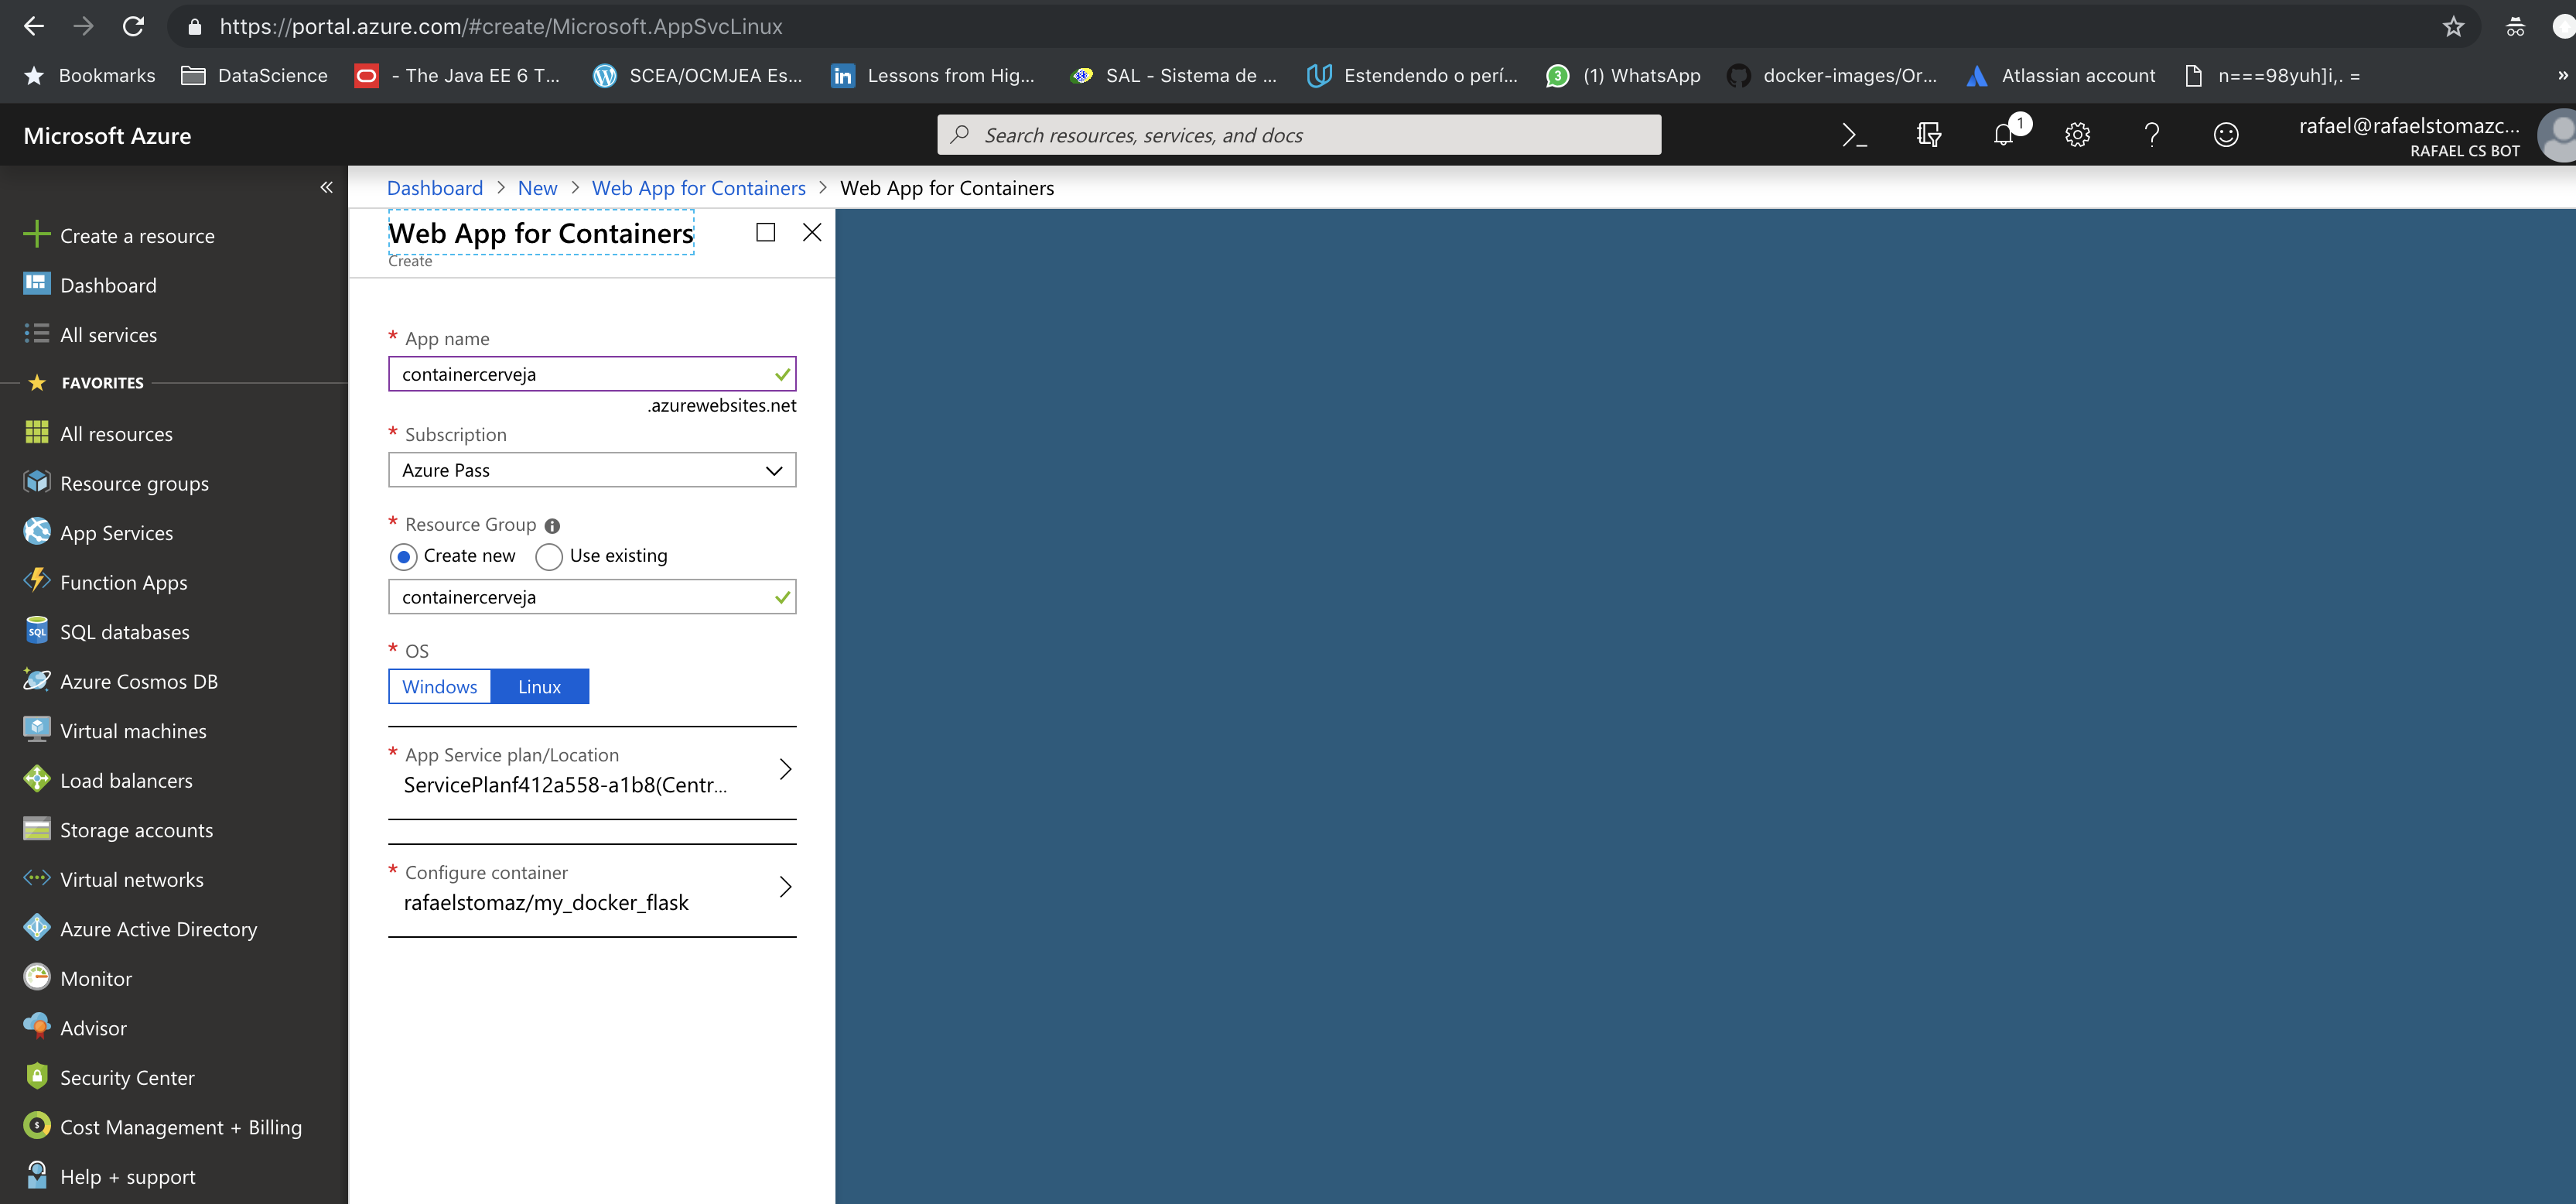 https://portal.azure.com/#create/Microsoft.AppSvcLinux
Bookmarks DataScience - The Java EE 6 T... SCEA/OCMJEA Es... in Lessons from Hig... SAL - Sistema de ... Estendendo o perí... 3 (1) WhatsApp docker-images/Or... Atlassian account n===98yuh]i,. = »
Microsoft Azure
Search resources, services, and docs
1
rafael@rafaelstomazc...
RAFAEL CS BOT
«
Create a resource
Dashboard
All services
FAVORITES
All resources
Resource groups
App Services
Function Apps
SQL SQL databases
Azure Cosmos DB
Virtual machines
Load balancers
Storage accounts
Virtual networks
Azure Active Directory
Monitor
Advisor
Security Center
Cost Management + Billing
Help + support
Dashboard > New > Web App for Containers > Web App for Containers
Web App for Containers
Create
* App name
containercerveja
.azurewebsites.net
* Subscription
Azure Pass
* Resource Group
Create new Use existing
containercerveja
* OS
Windows Linux
* App Service plan/Location
ServicePlanf412a558-a1b8(Centr...
* Configure container
rafaelstomaz/my_docker_flask